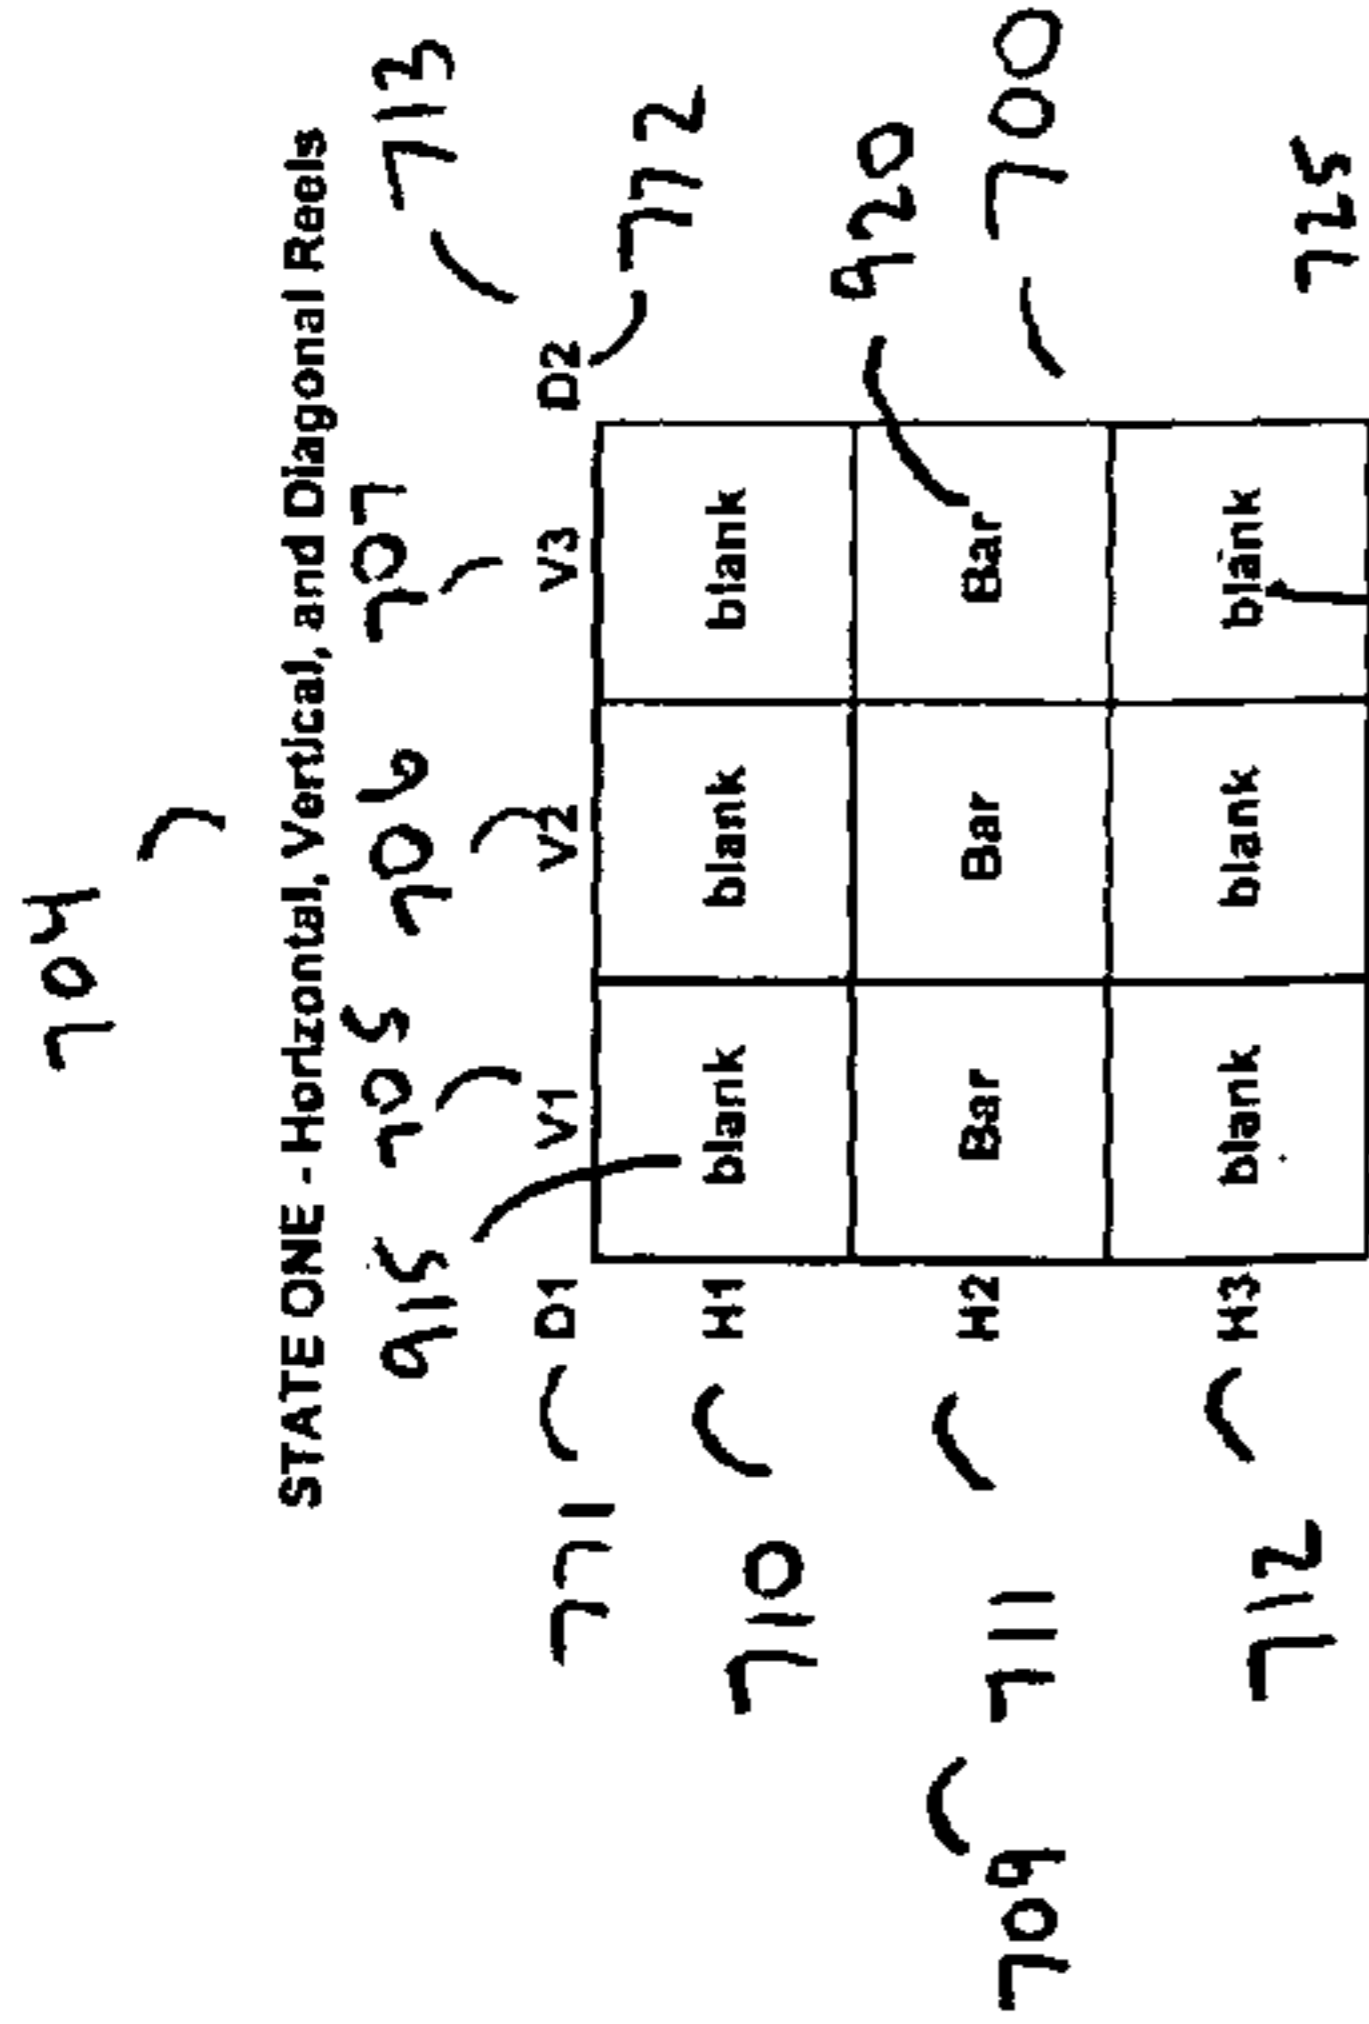 704
STATE ONE - Horizontal, Vertical, and Diagonal Reels
915 705 706 707 713
D1 V1 V2 V3 D2
771 772
H1 blank blank blank
710 920
H2 Bar Bar Bar
709 711 700
H3 blank blank blank
712 725